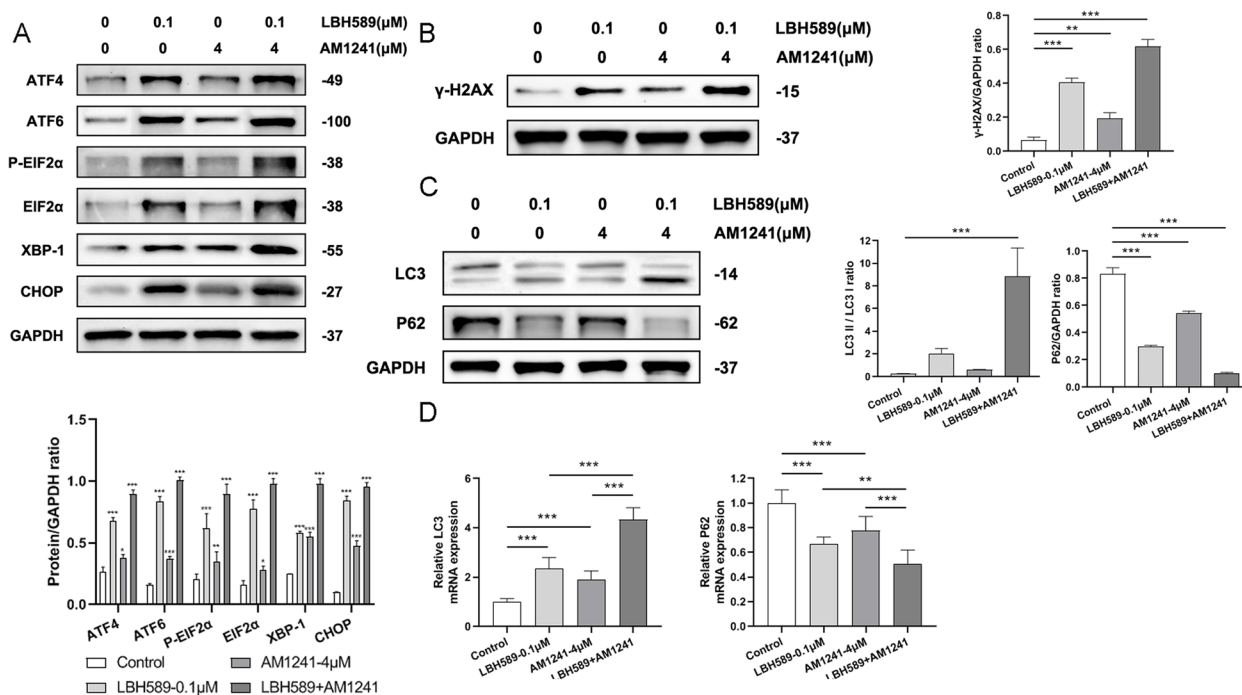 A
0 0.1 0 0.1 LBH589(μM)
0 0 4 4 AM1241(μM)
ATF4 -49
ATF6 -100
P-EIF2α -38
EIF2α -38
XBP-1 -55
CHOP -27
GAPDH -37
Protein/GAPDH ratio
1.5
1.0
0.5
0.0
*** * *** *** *** *** *** ** *** *** * *** *** *** *** *** *** ***
ATF4 ATF6 P-EIF2α EIF2α XBP-1 CHOP
Control AM1241-4μM
LBH589-0.1μM LBH589+AM1241
B
0 0.1 0 0.1 LBH589(μM)
0 0 4 4 AM1241(μM)
γ-H2AX -15
GAPDH -37
γ-H2AX/GAPDH ratio
0.8
0.6
0.4
0.2
0.0
***
**
***
Control LBH589-0.1μM AM1241-4μM LBH589+AM1241
C
0 0.1 0 0.1 LBH589(μM)
0 0 4 4 AM1241(μM)
LC3 -14
P62 -62
GAPDH -37
LC3 II / LC3 I ratio
12
10
8
6
4
2
0
***
Control LBH589-0.1μM AM1241-4μM LBH589+AM1241
P62/GAPDH ratio
1.0
0.8
0.6
0.4
0.2
0.0
***
***
***
Control LBH589-0.1μM AM1241-4μM LBH589+AM1241
D
Relative LC3
mRNA expression
6
4
2
0
***
***
***
***
Control LBH589-0.1μM AM1241-4μM LBH589+AM1241
Relative P62
mRNA expression
1.2
1.0
0.8
0.6
0.4
0.2
0.0
***
***
**
***
Control LBH589-0.1μM AM1241-4μM LBH589+AM1241